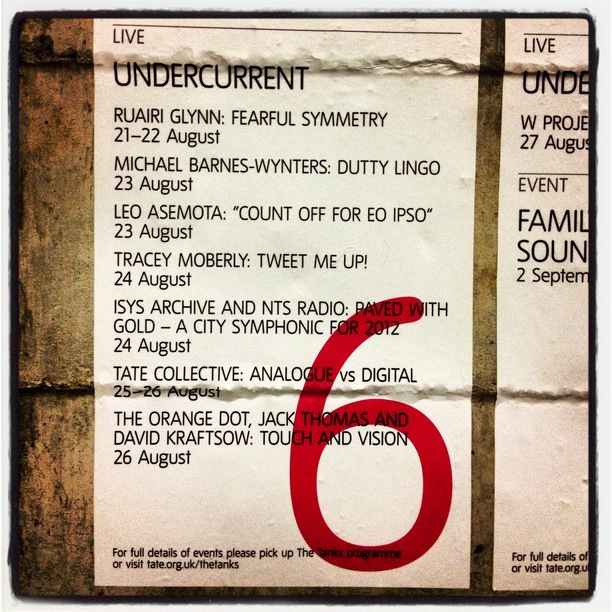 LIVE
UNDERCURRENT
RUAIRI GLYNN: FEARFUL SYMMETRY
21–22 August
MICHAEL BARNES-WYNTERS: DUTTY LINGO
23 August
LEO ASEMOTA: “COUNT OFF FOR EO IPSO”
23 August
TRACEY MOBERLY: TWEET ME UP!
24 August
ISYS ARCHIVE AND NTS RADIO: PAVED WITH
GOLD – A CITY SYMPHONIC FOR 2012
24 August
TATE COLLECTIVE: ANALOGUE vs DIGITAL
25–26 August
THE ORANGE DOT, JACK THOMAS AND
DAVID KRAFTSOW: TOUCH AND VISION
26 August
6
For full details of events please pick up The Tanks programme
or visit tate.org.uk/thetanks
LIVE
UNDE
W PROJE
27 Augus
EVENT
FAMIL
SOUN
2 Septem
For full details of
or visit tate.org.u